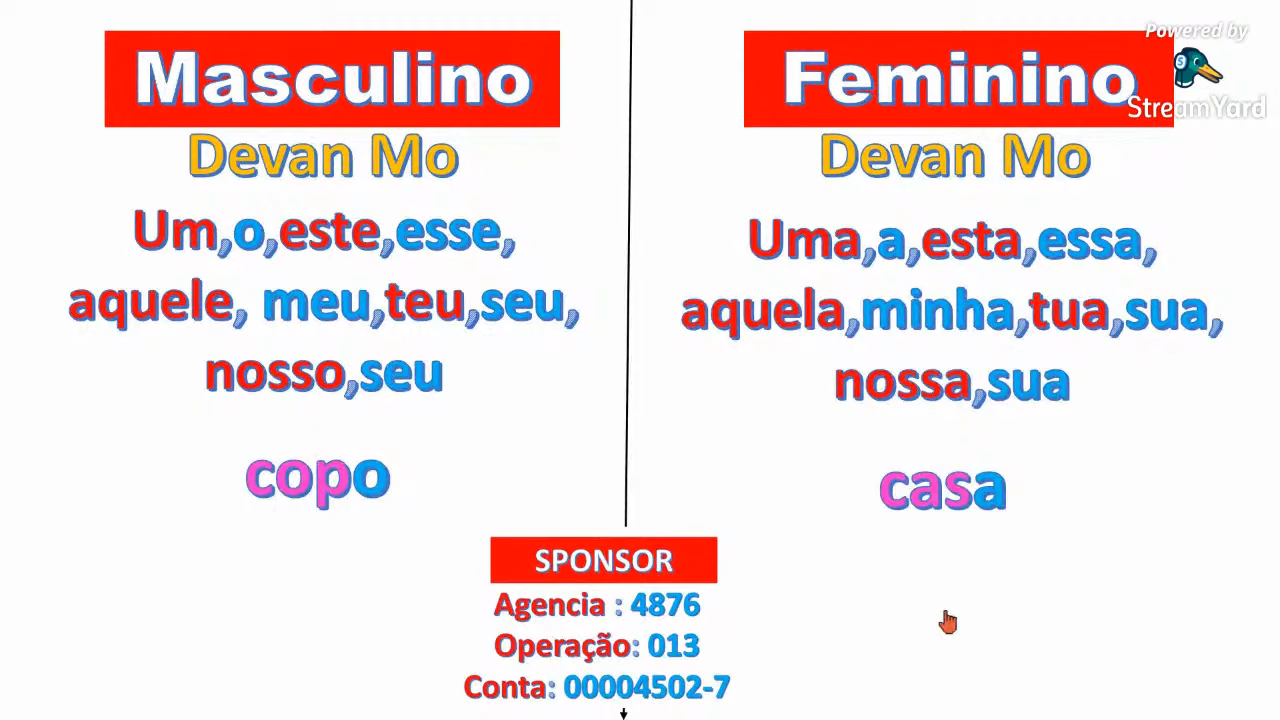 Masculino
Devan Mo
Um,o,este,esse,
aquele, meu,teu,seu,
nosso,seu
copo
Feminino
Devan Mo
Uma,a,esta,essa,
aquela,minha,tua,sua,
nossa,sua
casa
SPONSOR
Agencia : 4876
Operação: 013
Conta: 00004502-7
Powered by
StreamYard